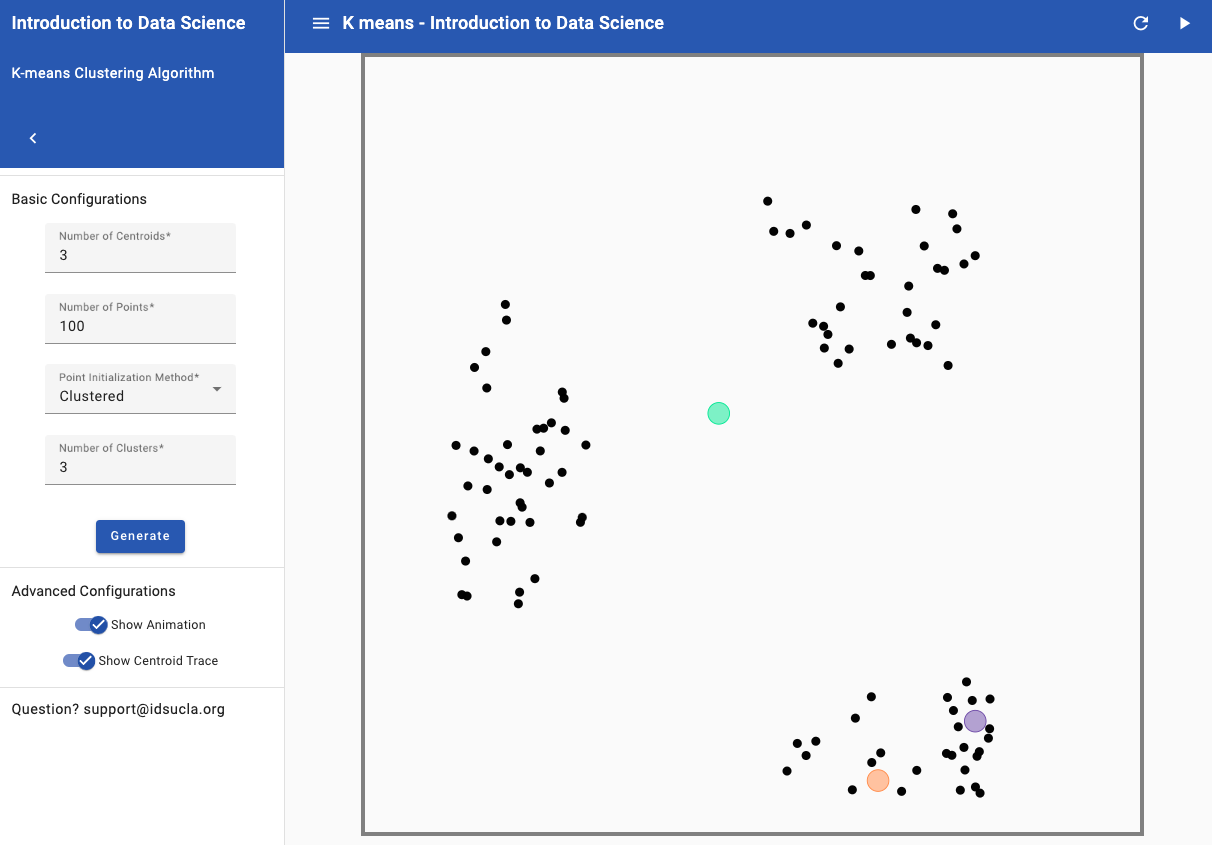 Introduction to Data Science
K-means Clustering Algorithm
K means - Introduction to Data Science
Basic Configurations
Number of Centroids*
3
Number of Points*
100
Point Initialization Method*
Clustered
Number of Clusters*
3
Generate
Advanced Configurations
Show Animation
Show Centroid Trace
Question? support@idsucla.org